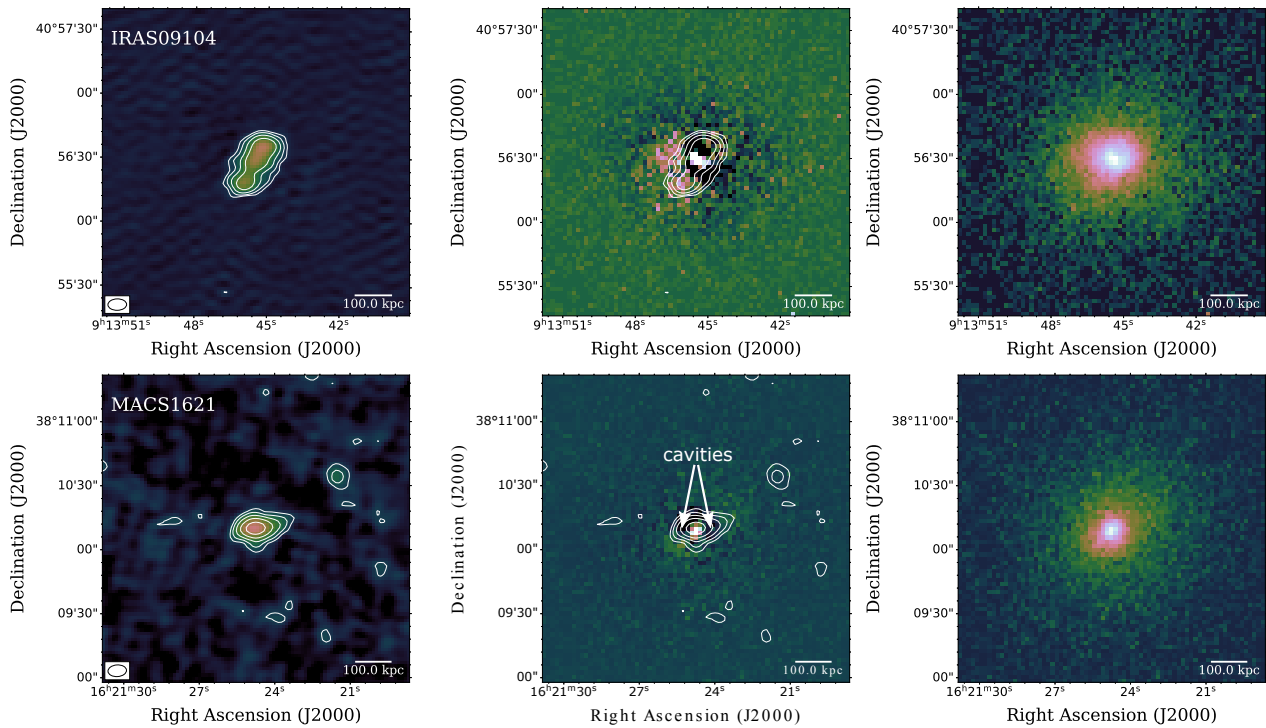 IRAS09104
40°57'30"
00"
56'30"
00"
55'30"
Declination (J2000)
100.0 kpc
9ʰ13ᵐ51ˢ
48ˢ
45ˢ
42ˢ
Right Ascension (J2000)
40°57'30"
00"
56'30"
00"
55'30"
Declination (J2000)
100.0 kpc
9ʰ13ᵐ51ˢ
48ˢ
45ˢ
42ˢ
Right Ascension (J2000)
40°57'30"
00"
56'30"
00"
55'30"
Declination (J2000)
100.0 kpc
9ʰ13ᵐ51ˢ
48ˢ
45ˢ
42ˢ
Right Ascension (J2000)
MACS1621
38°11'00"
10'30"
00"
09'30"
00"
Declination (J2000)
100.0 kpc
16ʰ21ᵐ30ˢ
27ˢ
24ˢ
21ˢ
Right Ascension (J2000)
cavities
38°11'00"
10'30"
00"
09'30"
00"
Declination (J2000)
100.0 kpc
16ʰ21ᵐ30ˢ
27ˢ
24ˢ
21ˢ
Right Ascension (J2000)
38°11'00"
10'30"
00"
09'30"
00"
Declination (J2000)
100.0 kpc
16ʰ21ᵐ30ˢ
27ˢ
24ˢ
21ˢ
Right Ascension (J2000)